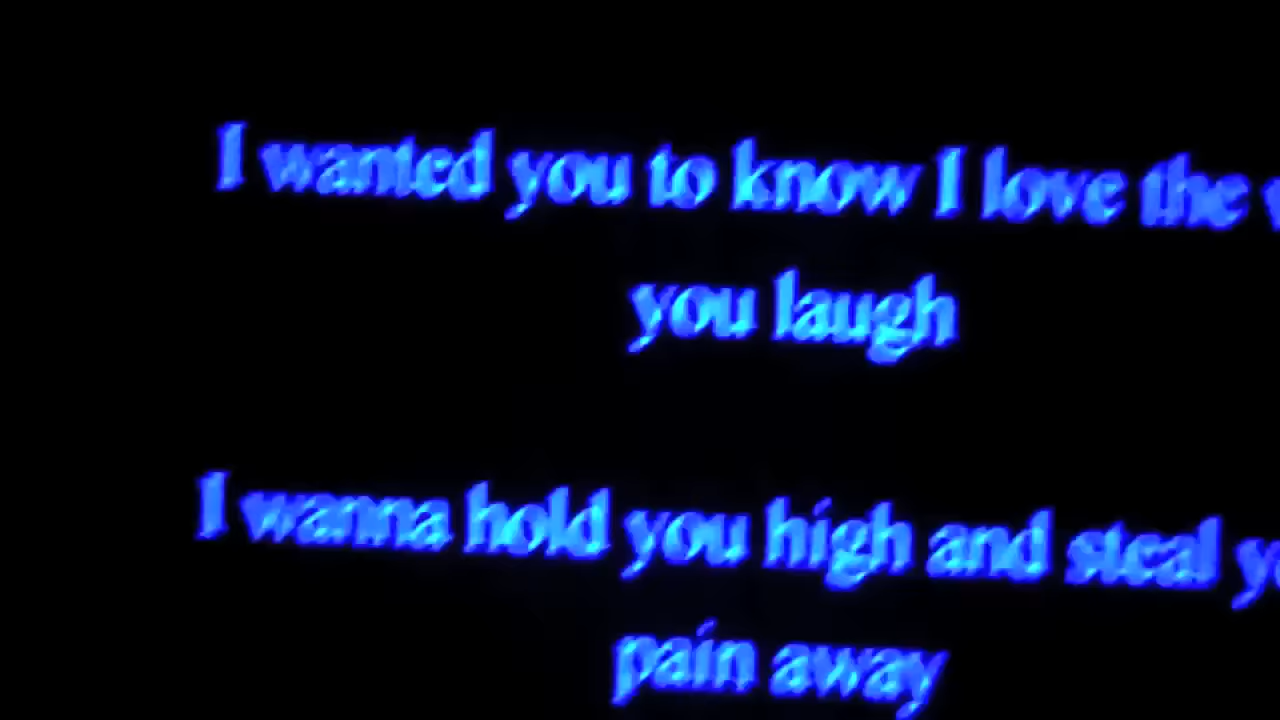 I wanted you to know I love the
you laugh
I wanna hold you high and steal
pain away